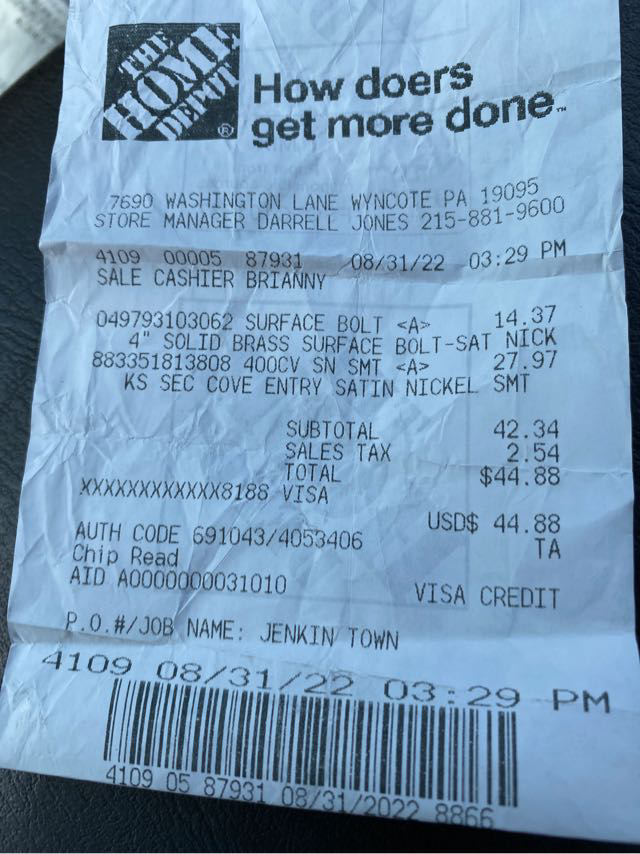 THE
HOME
DEPOT
®
How doers
get more done™
7690 WASHINGTON LANE WYNCOTE PA 19095
STORE MANAGER DARRELL JONES 215-881-9600
4109 00005 87931 08/31/22 03:29 PM
SALE CASHIER BRIANNY
049793103062 SURFACE BOLT <A> 14.37
4" SOLID BRASS SURFACE BOLT-SAT NICK
883351813808 400CV SN SMT <A> 27.97
KS SEC COVE ENTRY SATIN NICKEL SMT
SUBTOTAL 42.34
SALES TAX 2.54
TOTAL $44.88
XXXXXXXXXXXX8188 VISA
USD$ 44.88
AUTH CODE 691043/4053406 TA
Chip Read
AID A0000000031010 VISA CREDIT
P.O.#/JOB NAME: JENKIN TOWN
4109 08/31/22 03:29 PM
4109 05 87931 08/31/2022 8866